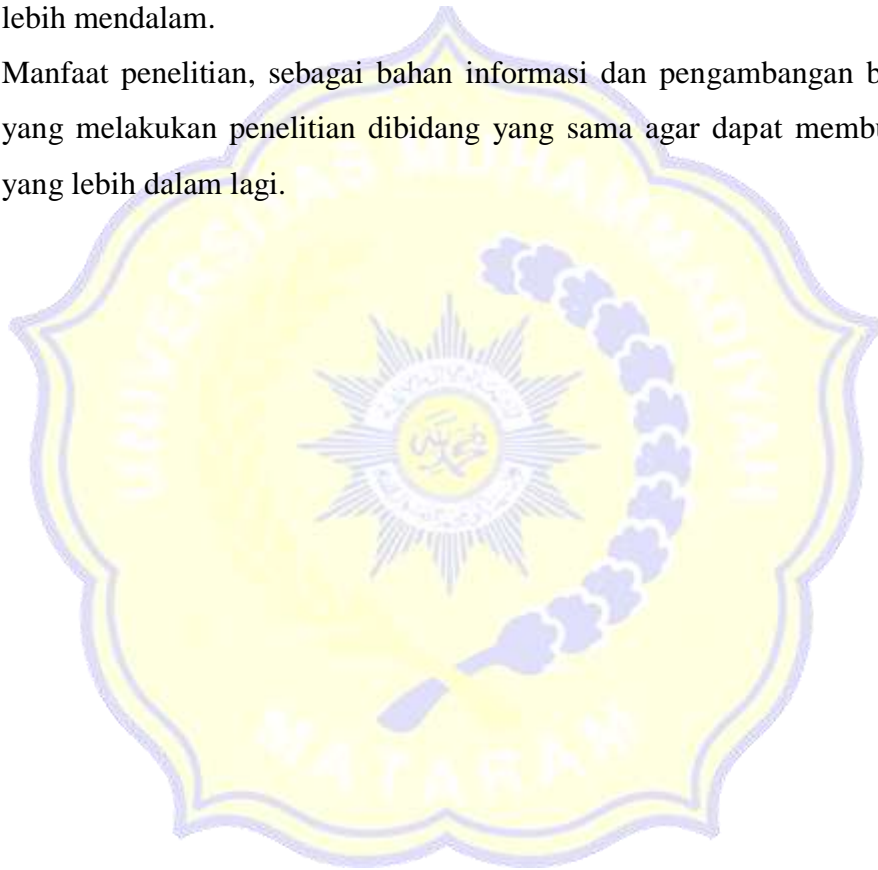 lebih mendalam.
Manfaat penelitian, sebagai bahan informasi dan pengambangan
yang melakukan penelitian dibidang yang sama agar dapat
yang lebih dalam lagi.
UNIVERSITAS MUHAMMADIYAH
MATARAM